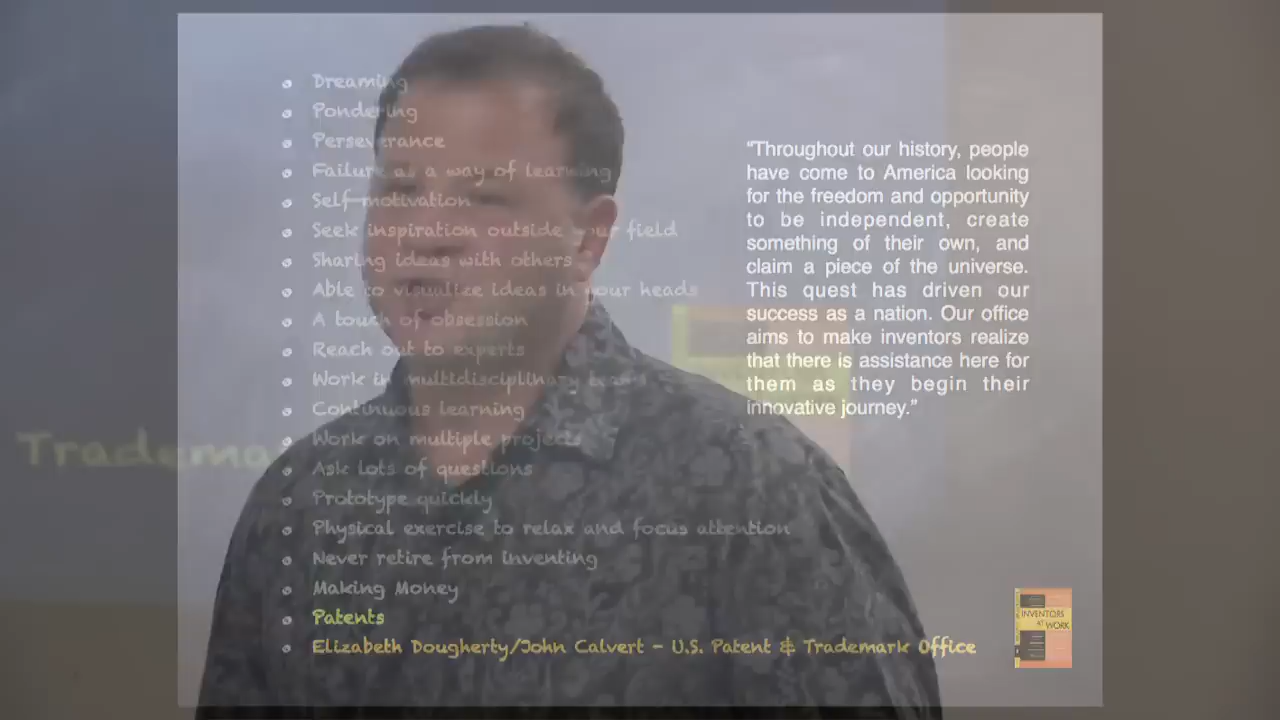 Dreaming
Pondering
Perseverance
Failure as a way of learning
Self-motivation
Seek inspiration outside your field
Sharing ideas with others
Able to visualize ideas in your heads
A touch of obsession
Reach out to experts
Work in multidisciplinary teams
Continuous learning
Work on multiple projects
Ask lots of questions
Prototype quickly
Physical exercise to relax and focus attention
Never retire from inventing
Making Money
Patents
Elizabeth Dougherty/John Calvert - U.S. Patent & Trademark Office
“Throughout our history, people
have come to America looking
for the freedom and opportunity
to be independent, create
something of their own, and
claim a piece of the universe.
This quest has driven our
success as a nation. Our office
aims to make inventors realize
that there is assistance here for
them as they begin their
innovative journey.”
Tradema
INVENTORS
AT WORK